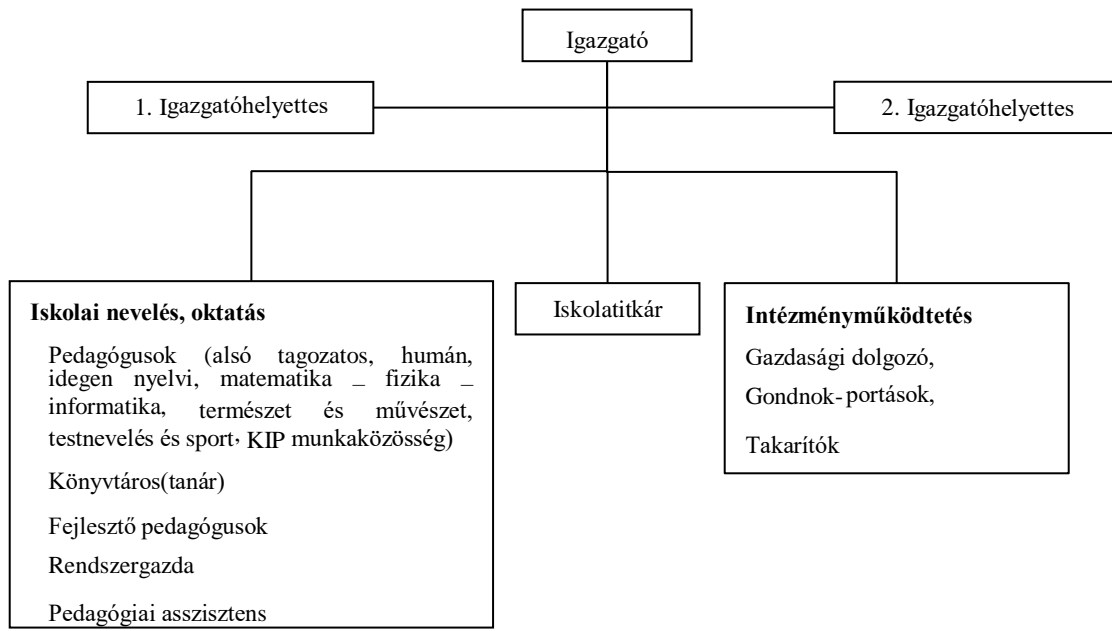 Igazgató
1. Igazgatóhelyettes
2. Igazgatóhelyettes
Iskolai nevelés, oktatás
Pedagógusok (alsó tagozatos, humán,
idegen nyelvi, matematika – fizika –
informatika, természet és művészet,
testnevelés és sport, KIP munkaközösség)
Könyvtáros(tanár)
Fejlesztő pedagógusok
Rendszergazda
Pedagógiai asszisztens
Iskolatitkár
Intézményműködtetés
Gazdasági dolgozó,
Gondnok- portások,
Takarítók